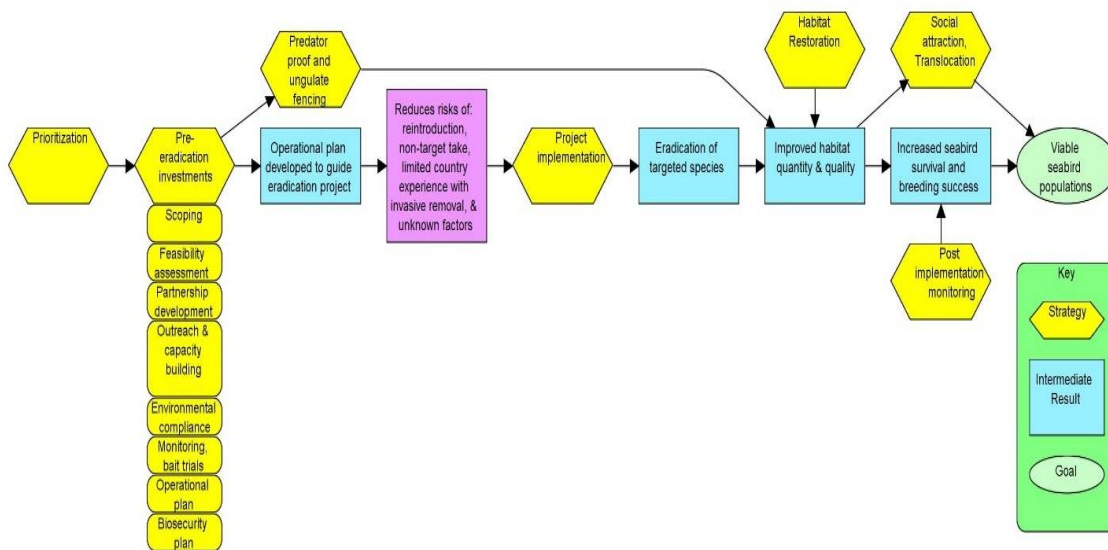 Prioritization
Pre-
eradication
investments
Scoping
Feasibility
assessment
Partnership
development
Outreach &
capacity
building
Environmental
compliance
Monitoring,
bait trials
Operational
plan
Biosecurity
plan
Predator
proof and
ungulate
fencing
Operational plan
developed to guide
eradication project
Reduces risks of:
reintroduction,
non-target take,
limited country
experience with
invasive removal, &
unknown factors
Project
implementation
Eradication of
targeted species
Habitat
Restoration
Improved habitat
quantity & quality
Social
attraction,
Translocation
Increased seabird
survival and
breeding success
Post
implementation
monitoring
Viable
seabird
populations
Key
Strategy
Intermediate
Result
Goal